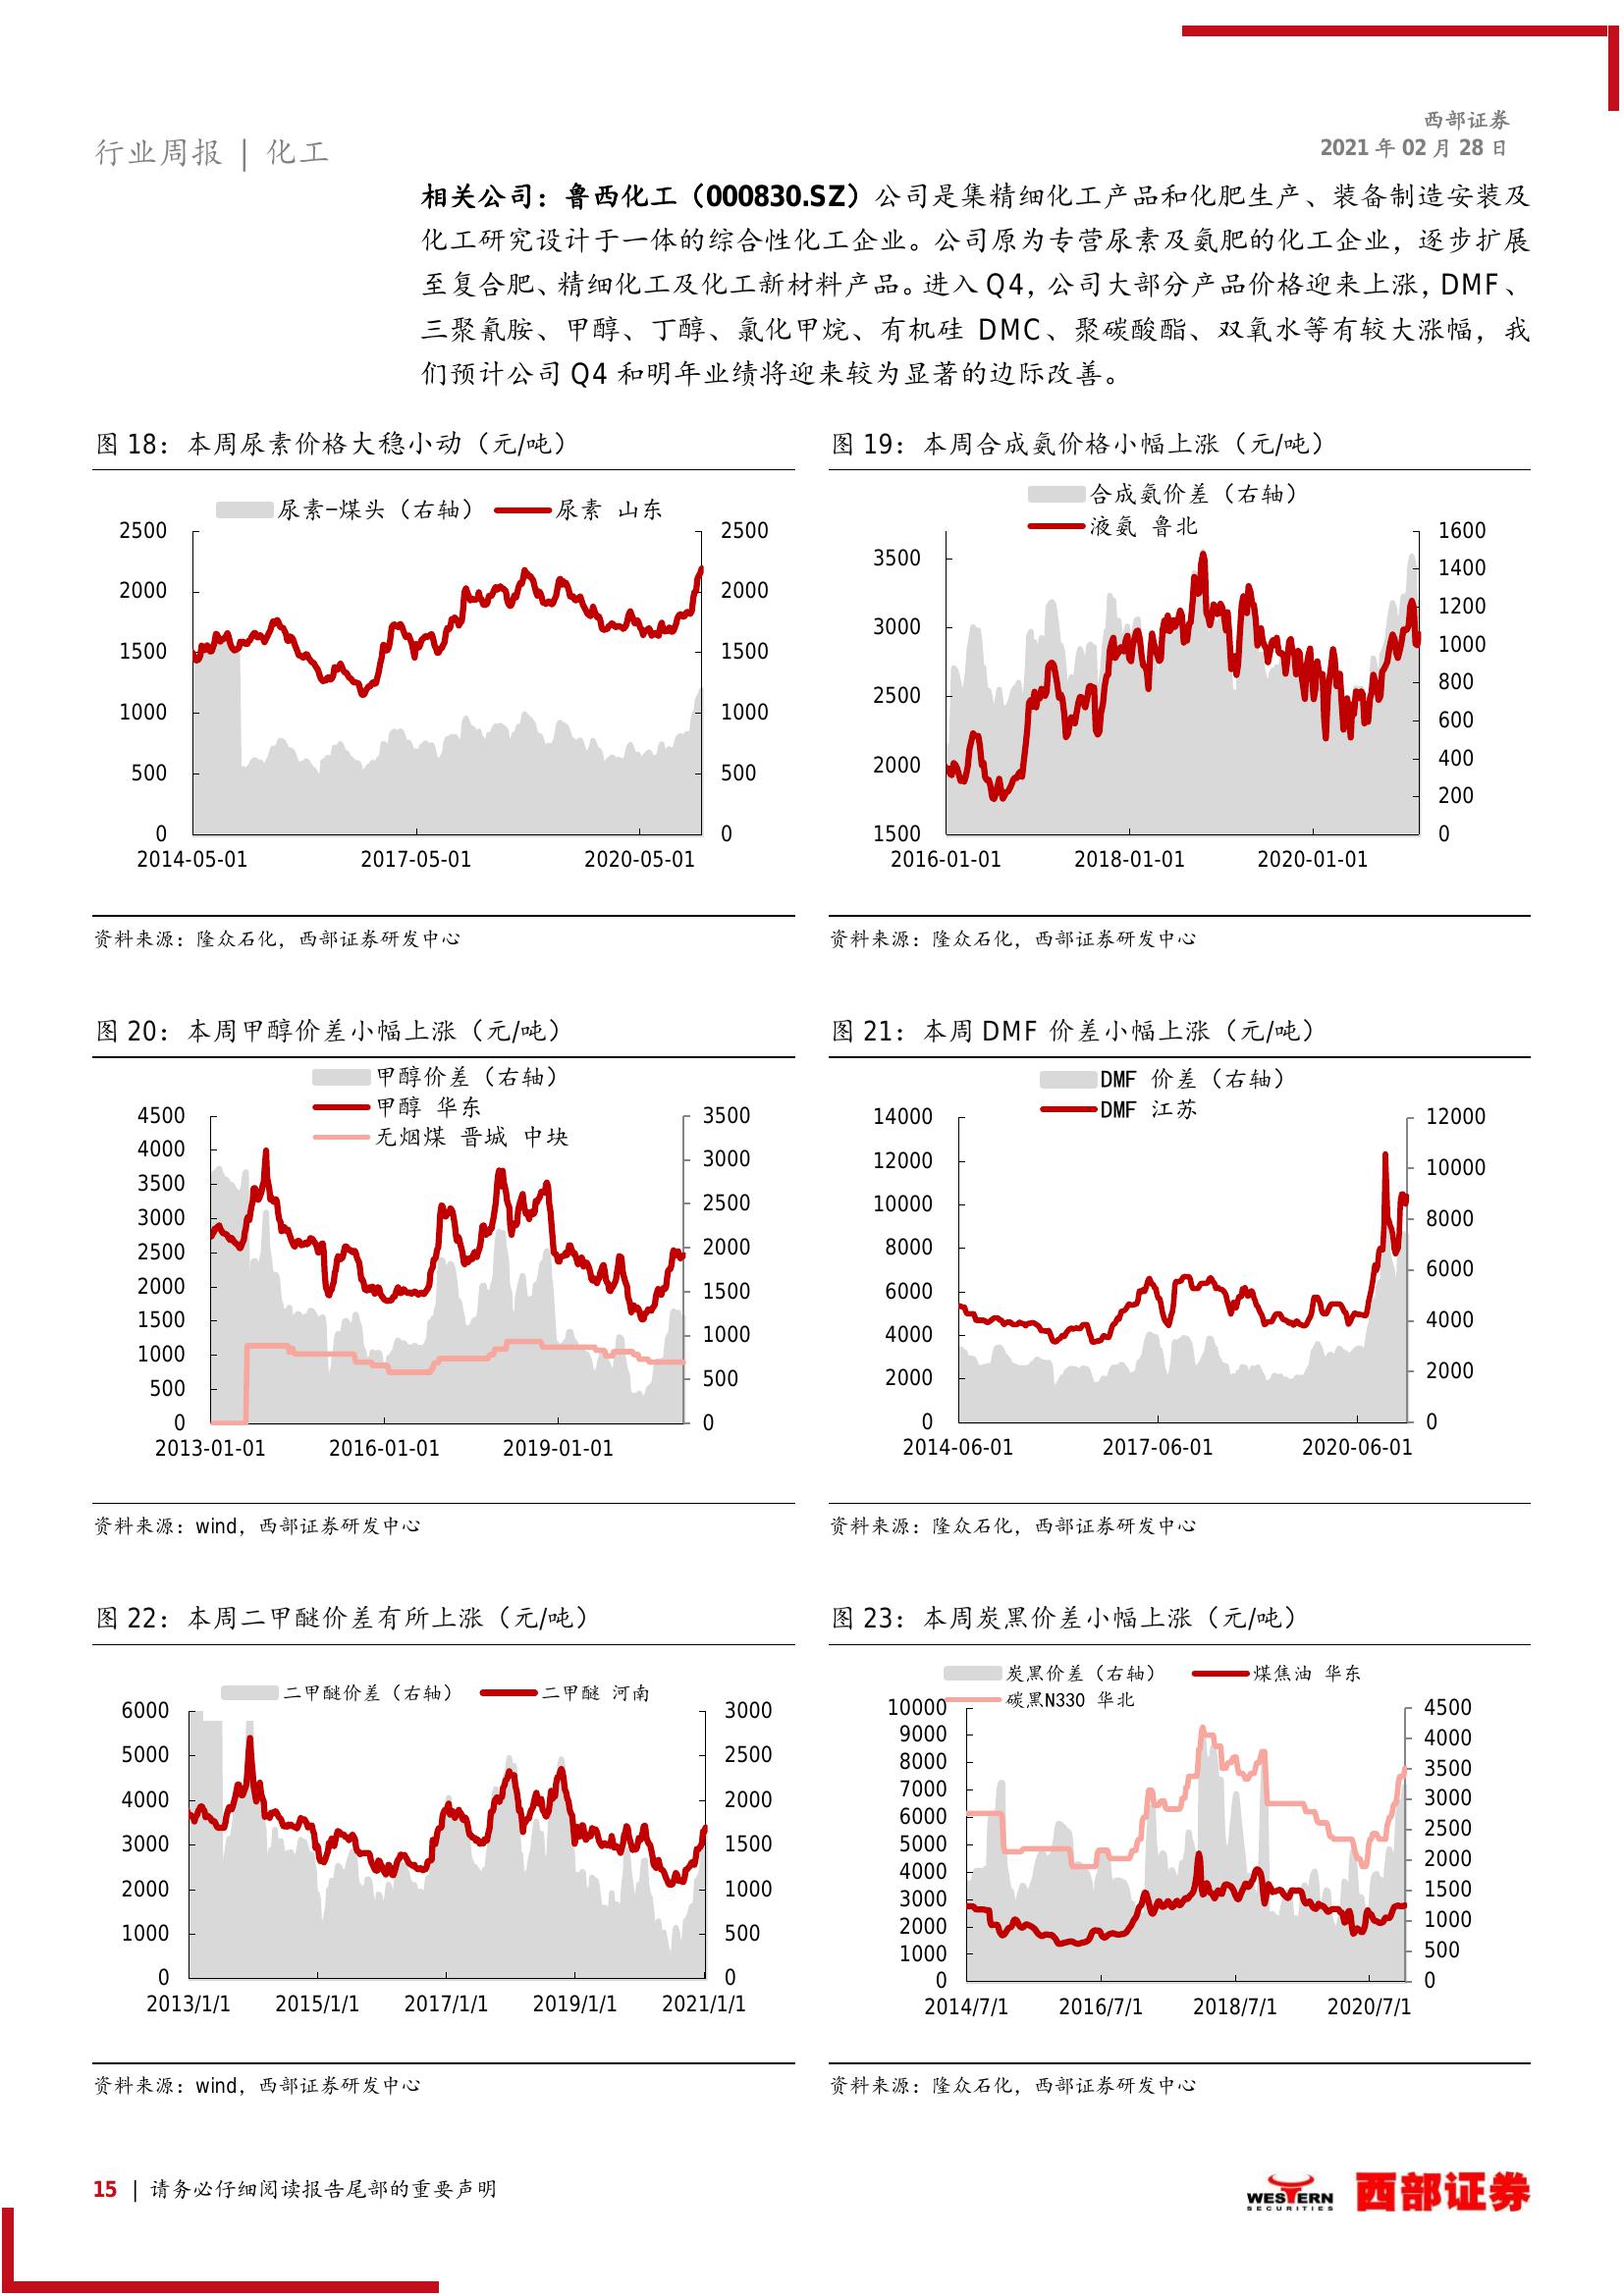 西部证券
行业周报 | 化工
2021 年 02 月 28 日
相关公司：鲁西化工（000830.SZ）公司是集精细化工产品和化肥生产、装备制造安装及
化工研究设计于一体的综合性化工企业。公司原为专营尿素及氨肥的化工企业，逐步扩展
至复合肥、精细化工及化工新材料产品。进入 Q4，公司大部分产品价格迎来上涨，DMF、
三聚氰胺、甲醇、丁醇、氯化甲烷、有机硅 DMC、聚碳酸酯、双氧水等有较大涨幅，我
们预计公司 Q4 和明年业绩将迎来较为显著的边际改善。
图 18：本周尿素价格大稳小动（元/吨）
尿素-煤头（右轴） 尿素 山东
2500 2500
2000 2000
1500 1500
1000 1000
500 500
0 0
2014-05-01 2017-05-01 2020-05-01
资料来源：隆众石化，西部证券研发中心
图 19：本周合成氨价格小幅上涨（元/吨）
合成氨价差（右轴）
液氨 鲁北
3500
3000
2500
2000
1500
1600
1400
1200
1000
800
600
400
200
0
2016-01-01 2018-01-01 2020-01-01
资料来源：隆众石化，西部证券研发中心
图 20：本周甲醇价差小幅上涨（元/吨）
甲醇价差（右轴）
甲醇 华东
无烟煤 晋城 中块
4500
4000
3500
3000
2500
2000
1500
1000
500
0
3500
3000
2500
2000
1500
1000
500
0
2013-01-01 2016-01-01 2019-01-01
资料来源：wind，西部证券研发中心
图 21：本周 DMF 价差小幅上涨（元/吨）
DMF 价差（右轴）
DMF 江苏
14000
12000
10000
8000
6000
4000
2000
0
12000
10000
8000
6000
4000
2000
0
2014-06-01 2017-06-01 2020-06-01
资料来源：隆众石化，西部证券研发中心
图 22：本周二甲醚价差有所上涨（元/吨）
二甲醚价差（右轴） 二甲醚 河南
6000
5000
4000
3000
2000
1000
0
3000
2500
2000
1500
1000
500
0
2013/1/1 2015/1/1 2017/1/1 2019/1/1 2021/1/1
资料来源：wind，西部证券研发中心
图 23：本周炭黑价差小幅上涨（元/吨）
炭黑价差（右轴） 煤焦油 华东
碳黑N330 华北
10000
9000
8000
7000
6000
5000
4000
3000
2000
1000
0
4500
4000
3500
3000
2500
2000
1500
1000
500
0
2014/7/1 2016/7/1 2018/7/1 2020/7/1
资料来源：隆众石化，西部证券研发中心
15 | 请务必仔细阅读报告尾部的重要声明
WESTERN
SECURITIES
西部证券